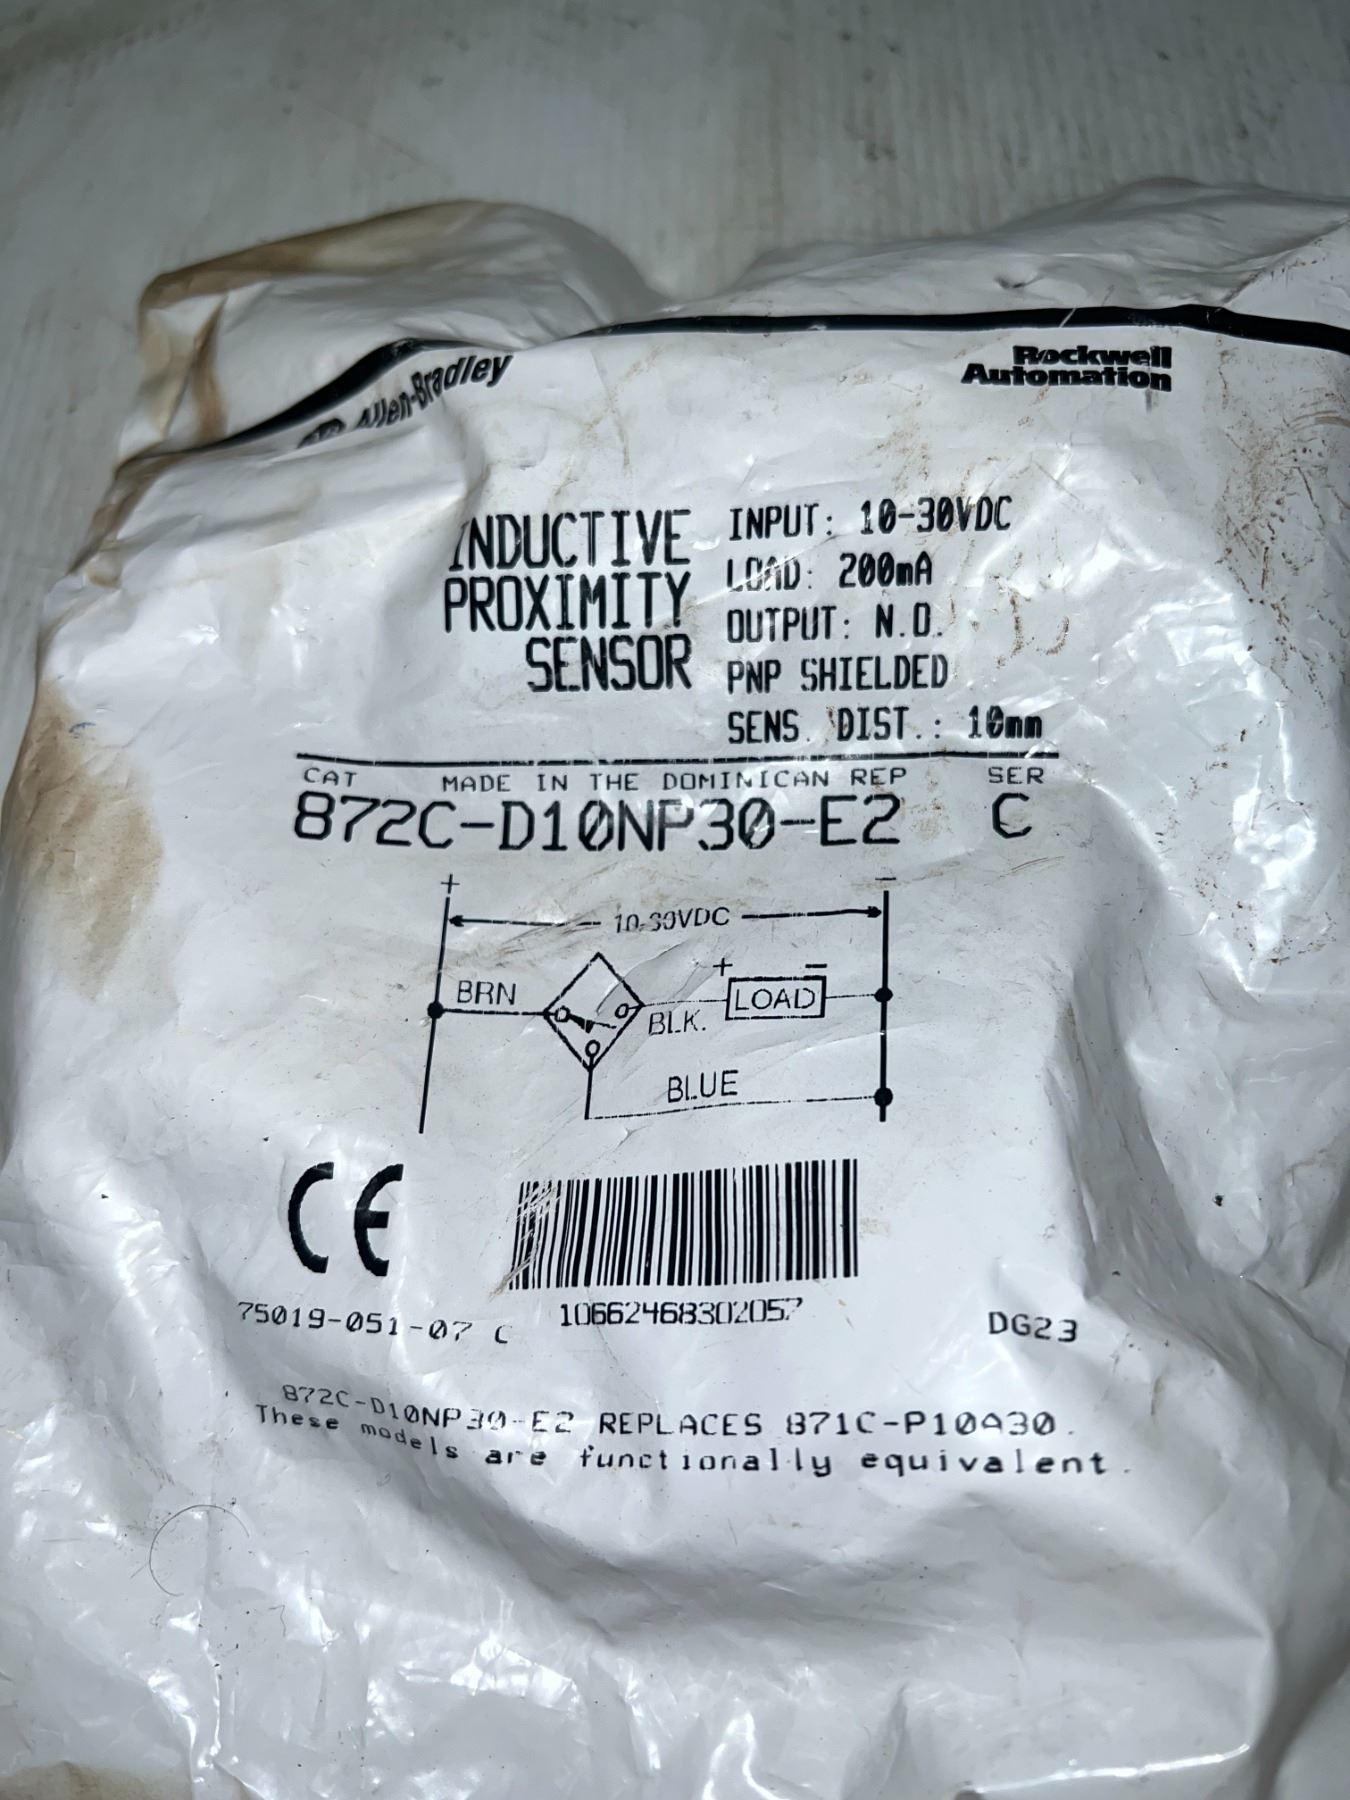 Allen-Bradley
Rockwell
Automation
INDUCTIVE
PROXIMITY
SENSOR
INPUT: 10-30VDC
LOAD: 200mA
OUTPUT: N.O.
PNP SHIELDED
SENS. DIST.: 10mm
CAT MADE IN THE DOMINICAN REP SER
872C-D10NP30-E2 C
+ −
10-30VDC
+ −
BRN
LOAD
BLK.
BLUE
CE
10662468302057
75019-051-07 C
DG23
872C-D10NP30-E2 REPLACES 871C-P10A30.
These models are functionally equivalent.